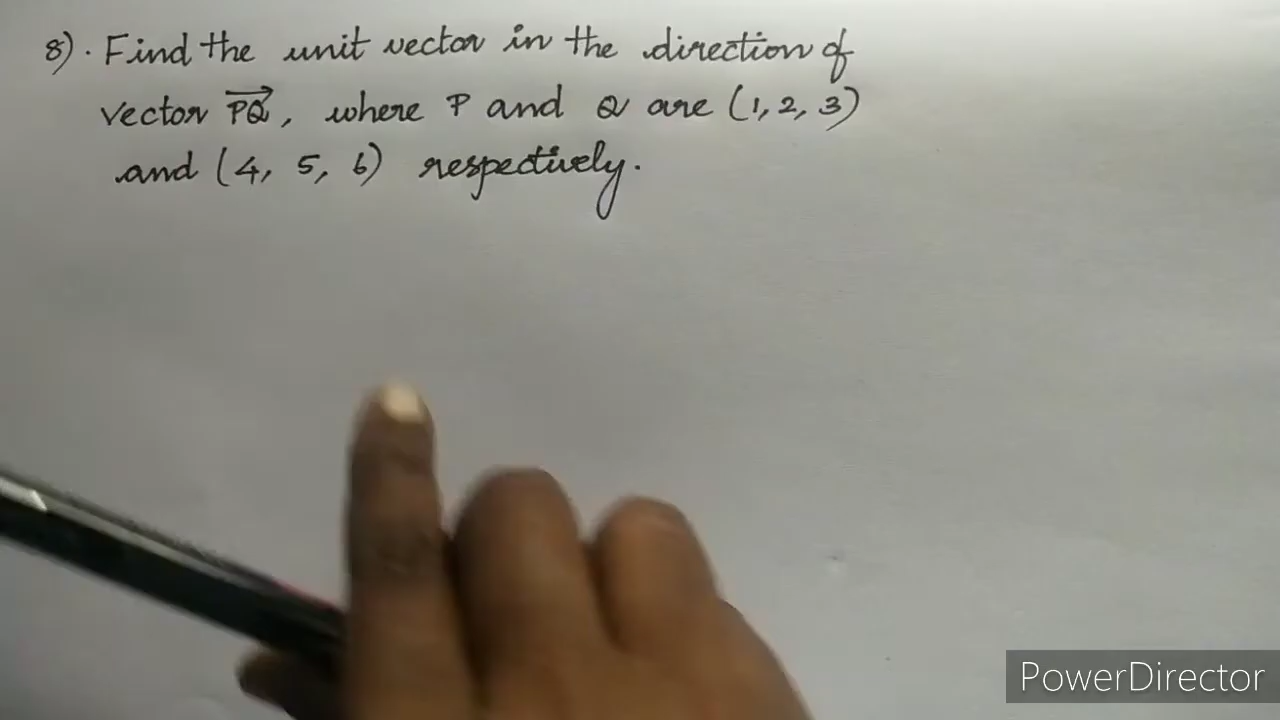 8). Find the unit vector in the direction of
vector PQ, where P and Q are (1, 2, 3)
and (4, 5, 6) respectively.
PowerDirector